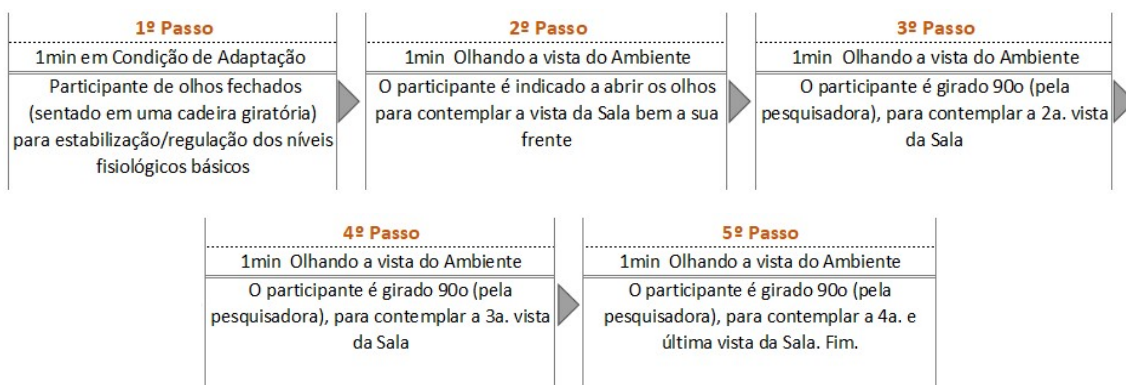 1º Passo
1min em Condição de Adaptação
Participante de olhos fechados
(sentado em uma cadeira giratória)
para estabilização/regulação dos níveis
fisiológicos básicos
2º Passo
1min Olhando a vista do Ambiente
O participante é indicado a abrir os olhos
para contemplar a vista da Sala bem a sua
frente
3º Passo
1min Olhando a vista do Ambiente
O participante é girado 90o (pela
pesquisadora), para contemplar a 2a. vista
da Sala
4º Passo
1min Olhando a vista do Ambiente
O participante é girado 90o (pela
pesquisadora), para contemplar a 3a. vista
da Sala
5º Passo
1min Olhando a vista do Ambiente
O participante é girado 90o (pela
pesquisadora), para contemplar a 4a. e
última vista da Sala. Fim.